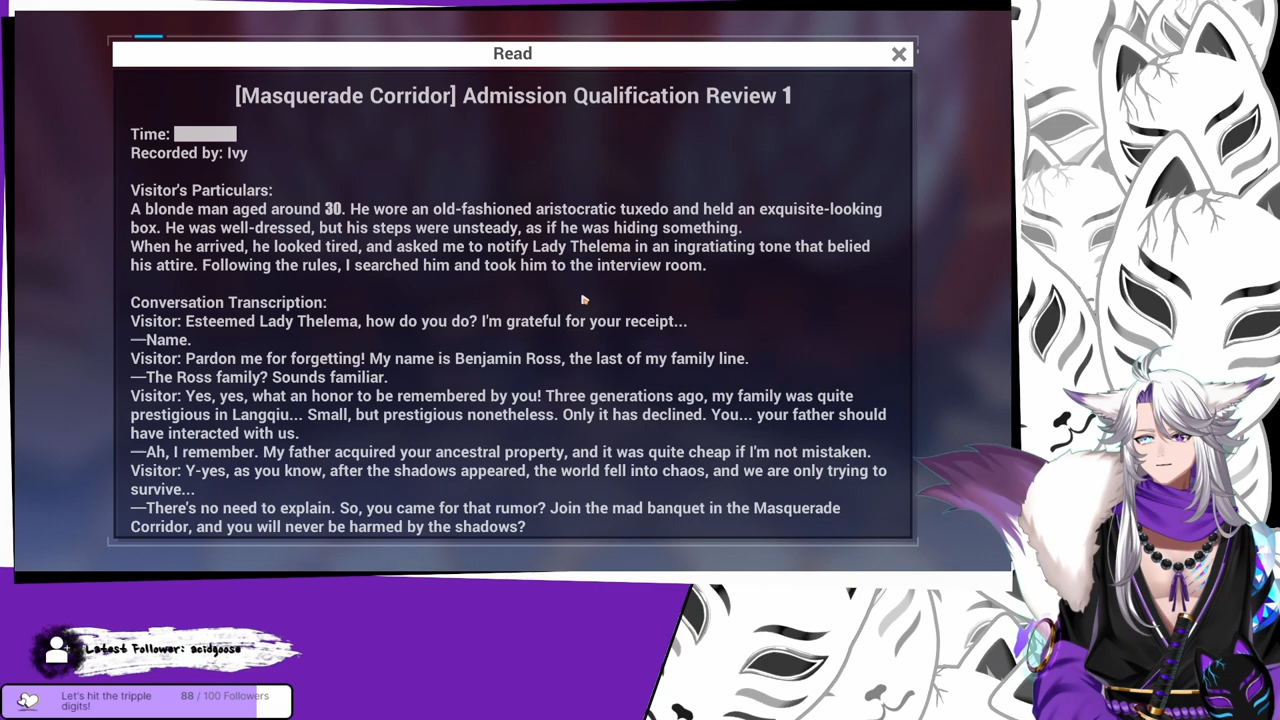 Read
[Masquerade Corridor] Admission Qualification Review 1
Time:
Recorded by: Ivy
Visitor's Particulars:
A blonde man aged around 30. He wore an old-fashioned aristocratic tuxedo and held an exquisite-looking
box. He was well-dressed, but his steps were unsteady, as if he was hiding something.
When he arrived, he looked tired, and asked me to notify Lady Thelema in an ingratiating tone that belied
his attire. Following the rules, I searched him and took him to the interview room.
Conversation Transcription:
Visitor: Esteemed Lady Thelema, how do you do? I'm grateful for your receipt...
—Name.
Visitor: Pardon me for forgetting! My name is Benjamin Ross, the last of my family line.
—The Ross family? Sounds familiar.
Visitor: Yes, yes, what an honor to be remembered by you! Three generations ago, my family was quite
prestigious in Langqiu... Small, but prestigious nonetheless. Only it has declined. You... your father should
have interacted with us.
—Ah, I remember. My father acquired your ancestral property, and it was quite cheap if I'm not mistaken.
Visitor: Y-yes, as you know, after the shadows appeared, the world fell into chaos, and we are only trying to
survive...
—There's no need to explain. So, you came for that rumor? Join the mad banquet in the Masquerade
Corridor, and you will never be harmed by the shadows?
Latest Follower: acidgoose
Let's hit the tripple
digits!
88 / 100 Followers